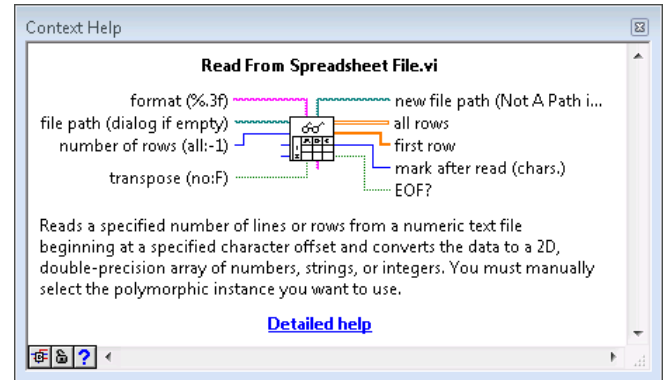 Context Help
Read From Spreadsheet File.vi
format (%.3f)
new file path (Not A Path i...
file path (dialog if empty)
all rows
number of rows (all:-1)
first row
mark after read (chars.)
transpose (no:F)
EOF?
Reads a specified number of lines or rows from a numeric text file
beginning at a specified character offset and converts the data to a 2D,
double-precision array of numbers, strings, or integers. You must manually
select the polymorphic instance you want to use.
Detailed help
?